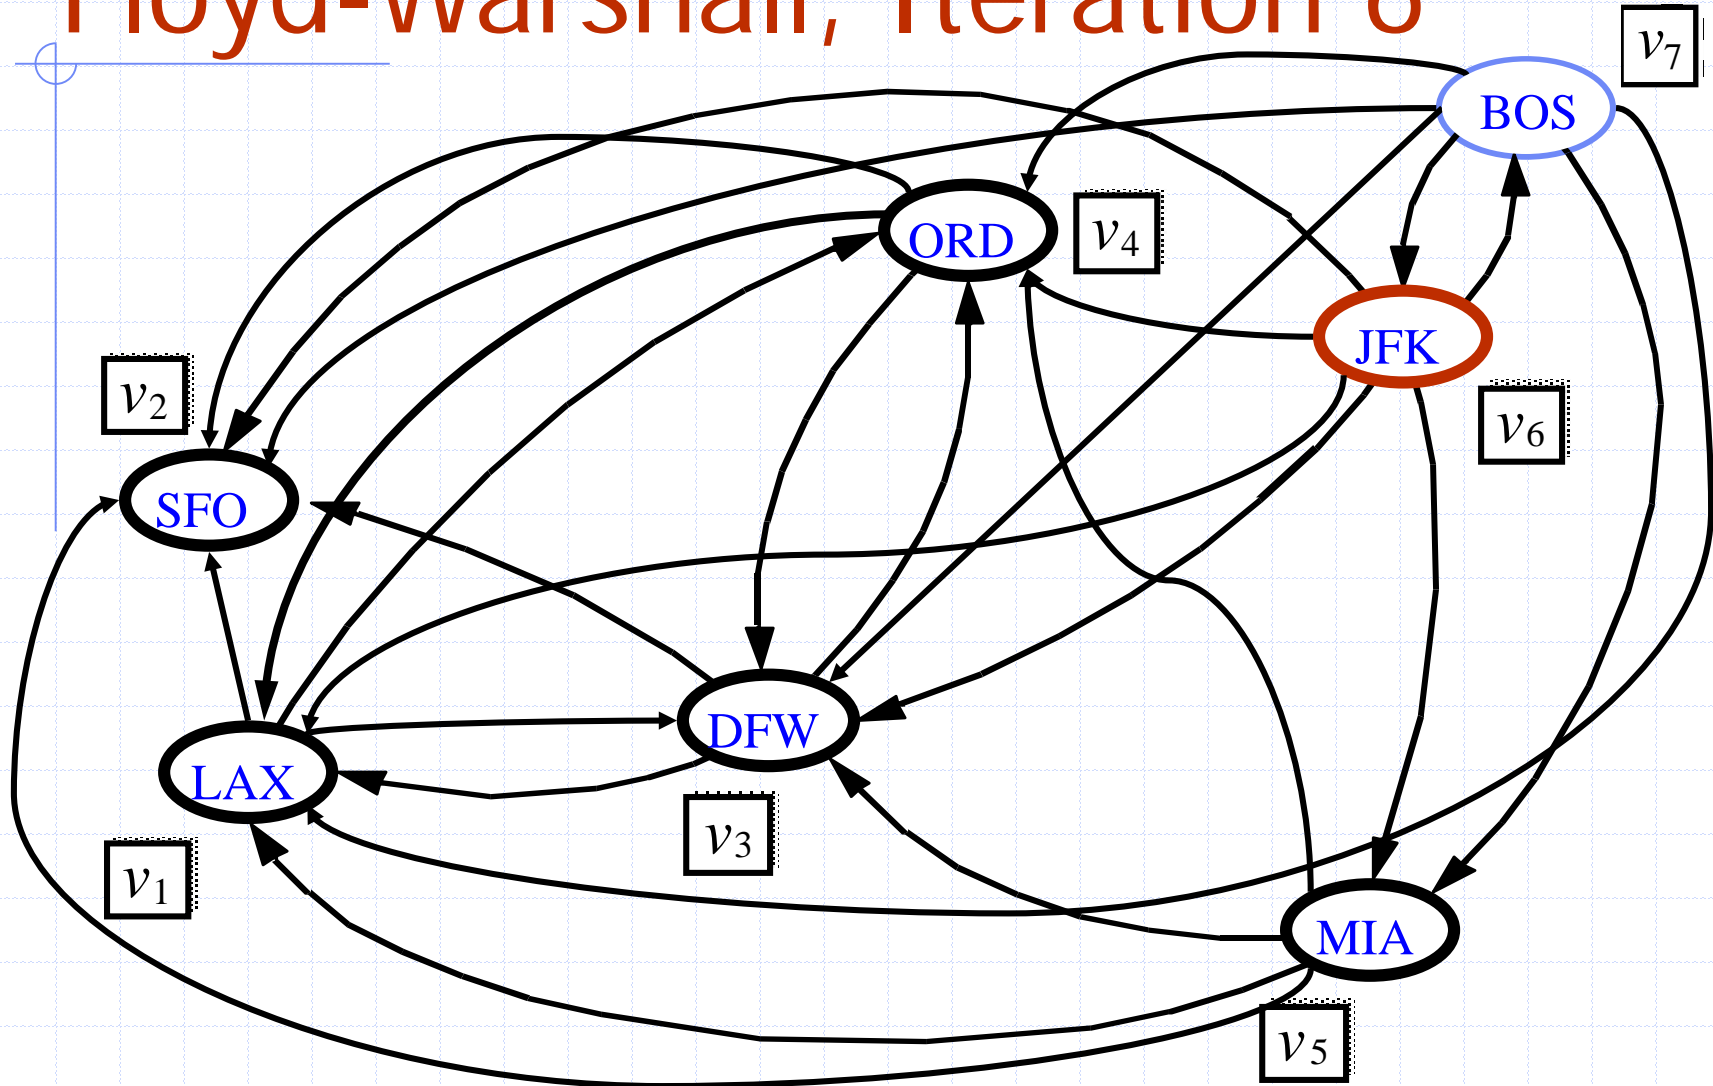 Floyd-Warshall, Iteration 6
v7
BOS
ORD
v4
JFK
v2
v6
SFO
DFW
LAX
v3
v1
MIA
v5